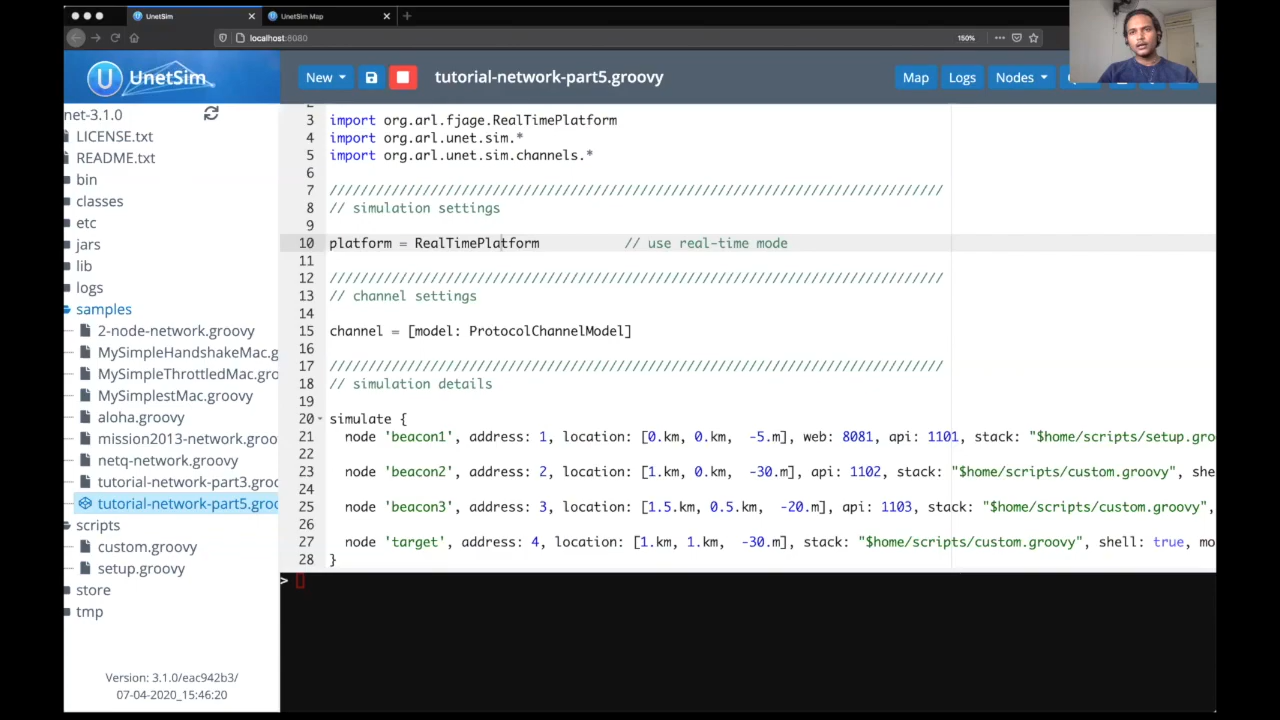 UnetSim
UnetSim Map
localhost:8080
150%
UnetSim
New
tutorial-network-part5.groovy
Map
Logs
Nodes
net-3.1.0
LICENSE.txt
README.txt
bin
classes
etc
jars
lib
logs
samples
2-node-network.groovy
MySimpleHandshakeMac.g
MySimpleThrottledMac.gro
MySimplestMac.groovy
aloha.groovy
mission2013-network.groo
netq-network.groovy
tutorial-network-part3.groo
tutorial-network-part5.groo
scripts
custom.groovy
setup.groovy
store
tmp
Version: 3.1.0/eac942b3/
07-04-2020_15:46:20
3 import org.arl.fjage.RealTimePlatform
4 import org.arl.unet.sim.*
5 import org.arl.unet.sim.channels.*
6
7 ///////////////////////////////////////////////////////////////////////////////
8 // simulation settings
9
10 platform = RealTimePlatform // use real-time mode
11
12 ///////////////////////////////////////////////////////////////////////////////
13 // channel settings
14
15 channel = [model: ProtocolChannelModel]
16
17 ///////////////////////////////////////////////////////////////////////////////
18 // simulation details
19
20 simulate {
21 node 'beacon1', address: 1, location: [0.km, 0.km, -5.m], web: 8081, api: 1101, stack: "$home/scripts/setup.gro
22
23 node 'beacon2', address: 2, location: [1.km, 0.km, -30.m], api: 1102, stack: "$home/scripts/custom.groovy", she
24
25 node 'beacon3', address: 3, location: [1.5.km, 0.5.km, -20.m], api: 1103, stack: "$home/scripts/custom.groovy",
26
27 node 'target', address: 4, location: [1.km, 1.km, -30.m], stack: "$home/scripts/custom.groovy", shell: true, mo
28 }
>